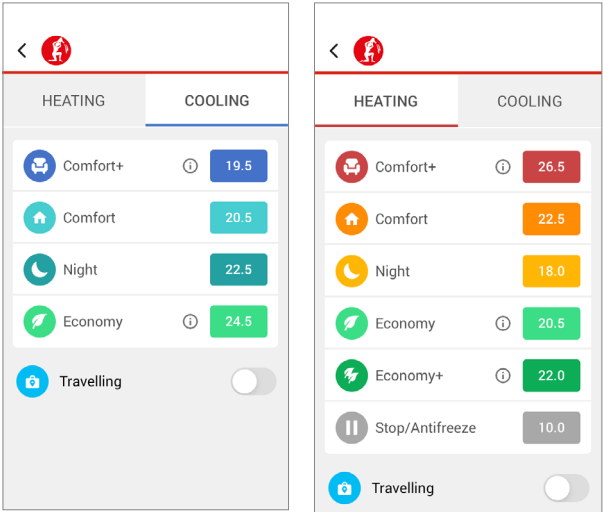 HEATING COOLING
Comfort+ 19.5
Comfort 20.5
Night 22.5
Economy 24.5
Travelling
HEATING COOLING
Comfort+ 26.5
Comfort 22.5
Night 18.0
Economy 20.5
Economy+ 22.0
Stop/Antifreeze 10.0
Travelling